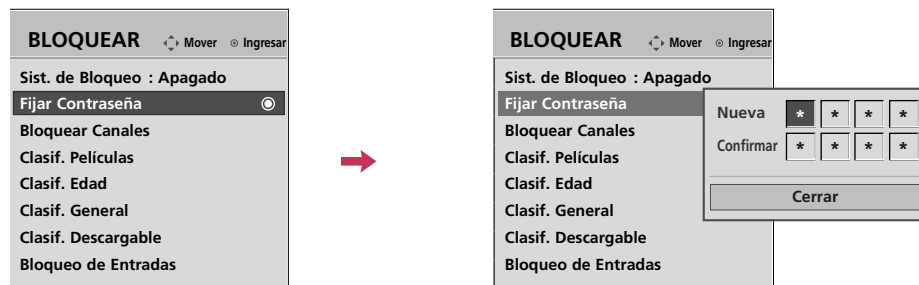 BLOQUEAR Mover Ingresar
Sist. de Bloqueo : Apagado
Fijar Contraseña
Bloquear Canales
Clasif. Películas
Clasif. Edad
Clasif. General
Clasif. Descargable
Bloqueo de Entradas
BLOQUEAR Mover Ingresar
Sist. de Bloqueo : Apagado
Fijar Contraseña
Bloquear Canales
Clasif. Películas
Clasif. Edad
Clasif. General
Clasif. Descargable
Bloqueo de Entradas
Nueva * * * *
Confirmar * * * *
Cerrar